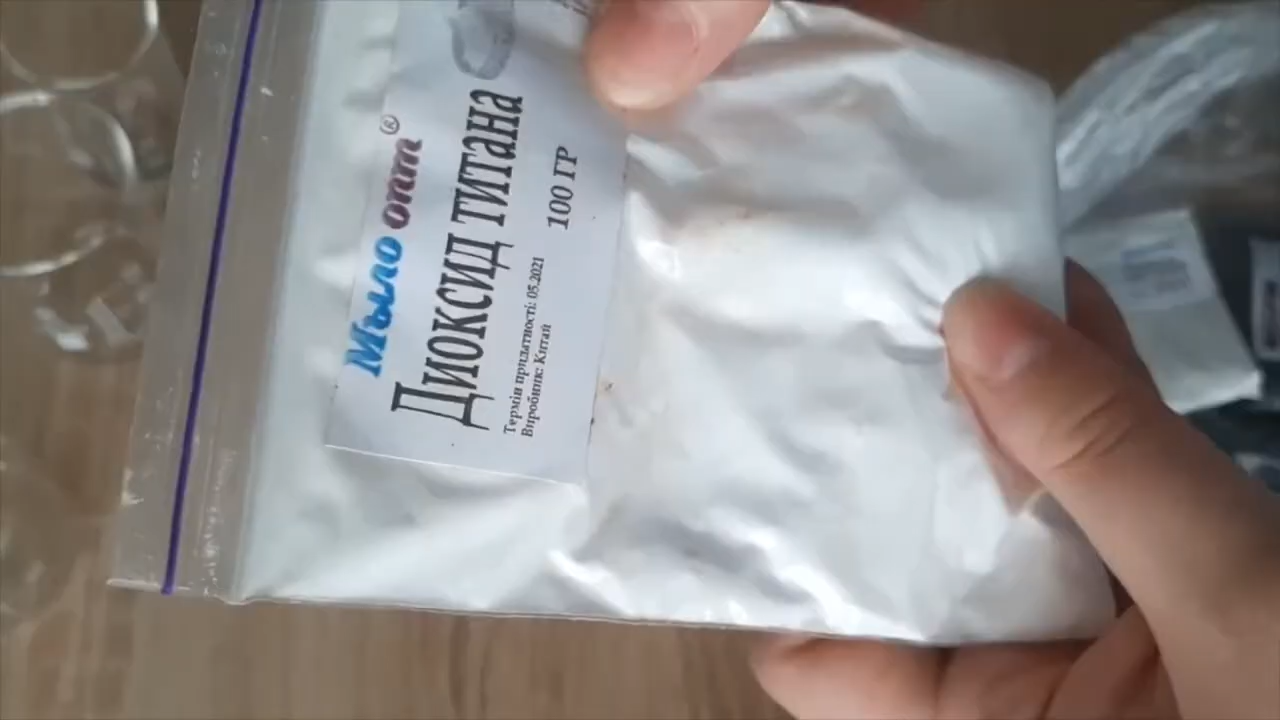 Мыло опт®
Диоксид титана
100 ГР
Термін придатності: 05.2021
Виробник: Китай